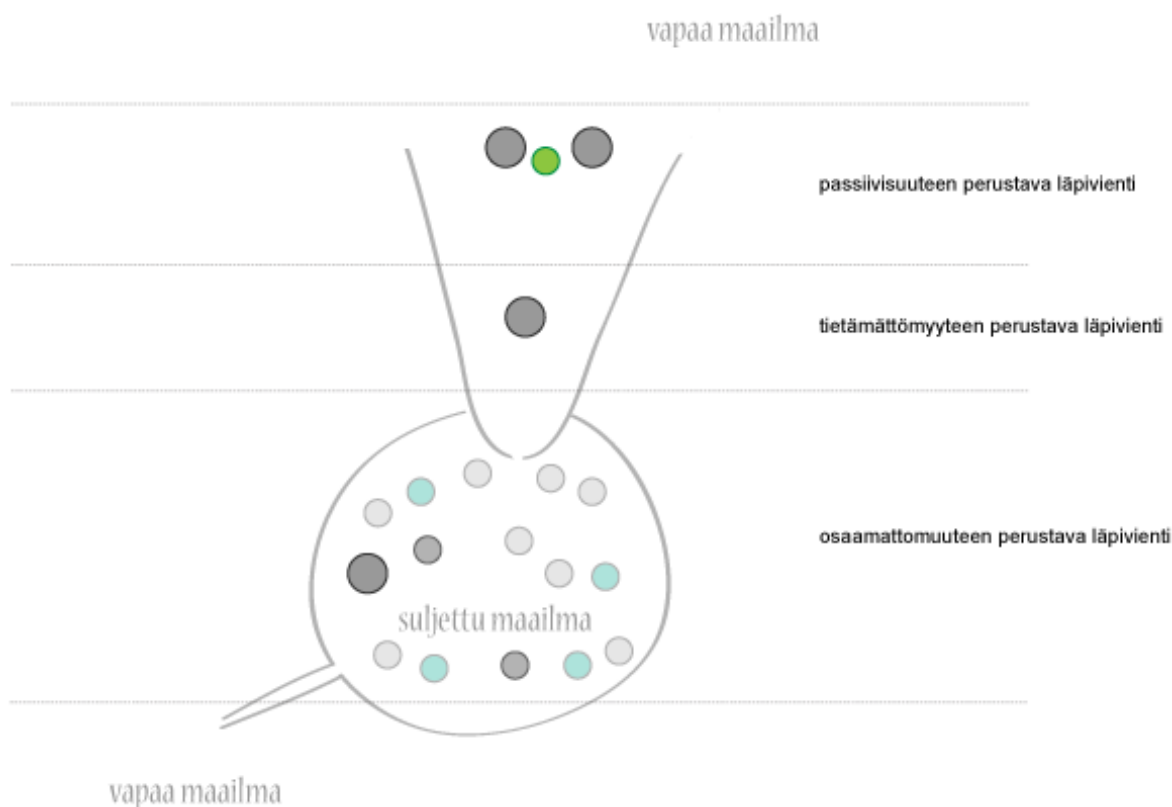 vapaa maailma
passiivisuuteen perustava läpivienti
tietämättömyyteen perustava läpivienti
osaamattomuuteen perustava läpivienti
suljettu maailma
vapaa maailma